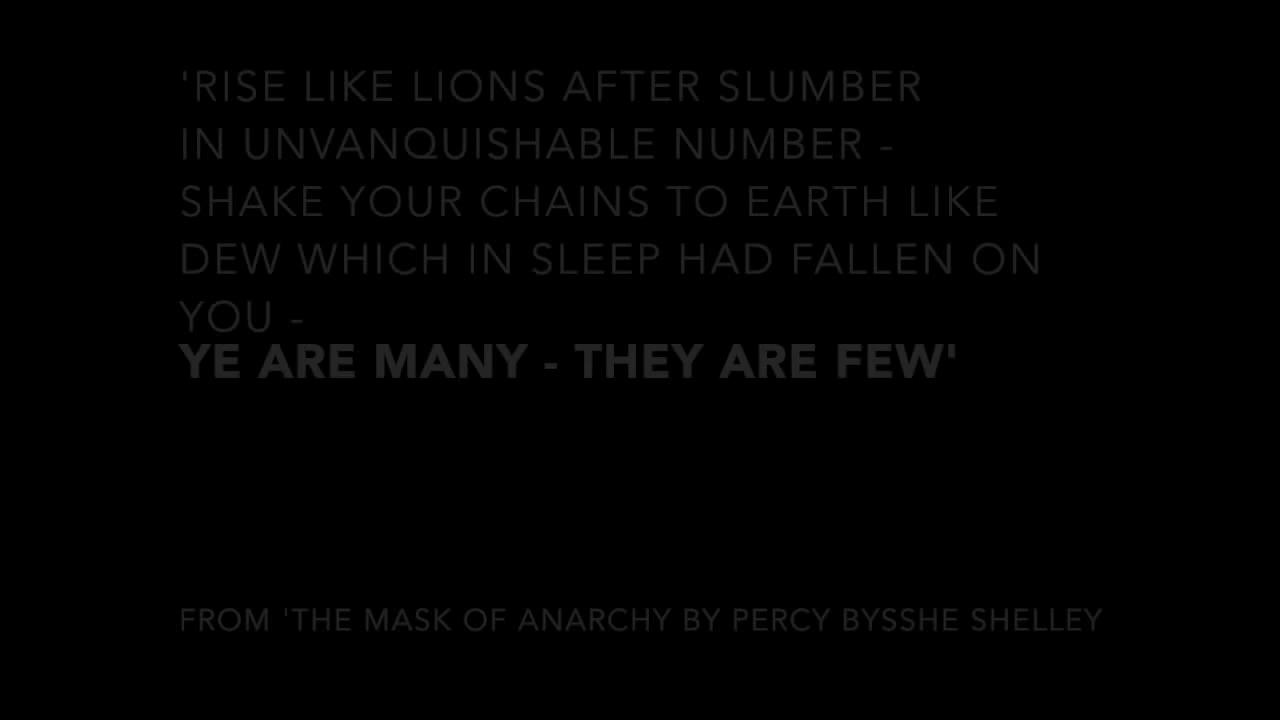 'RISE LIKE LIONS AFTER SLUMBER
IN UNVANQUISHABLE NUMBER -
SHAKE YOUR CHAINS TO EARTH LIKE
DEW WHICH IN SLEEP HAD FALLEN ON
YOU -
YE ARE MANY - THEY ARE FEW'
FROM 'THE MASK OF ANARCHY BY PERCY BYSSHE SHELLEY